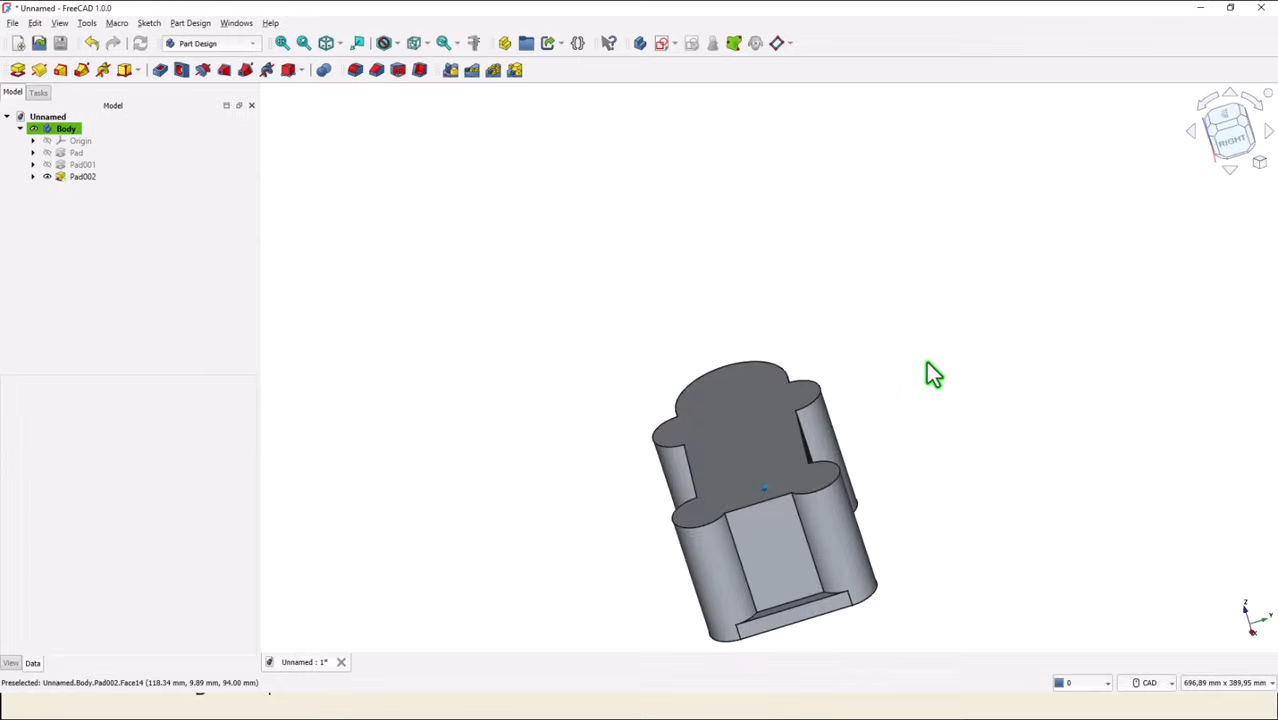 * Unnamed - FreeCAD 1.0.0
File Edit View Tools Macro Sketch Part Design Windows Help
Part Design
Model Tasks
Model
Unnamed
Body
Origin
Pad
Pad001
Pad002
RIGHT
Z
Y
X
View Data
Unnamed : 1*
Preselected: Unnamed.Body.Pad002.Face14 (118.34 mm, 9.89 mm, 94.00 mm)
0
CAD
696,89 mm x 389,95 mm